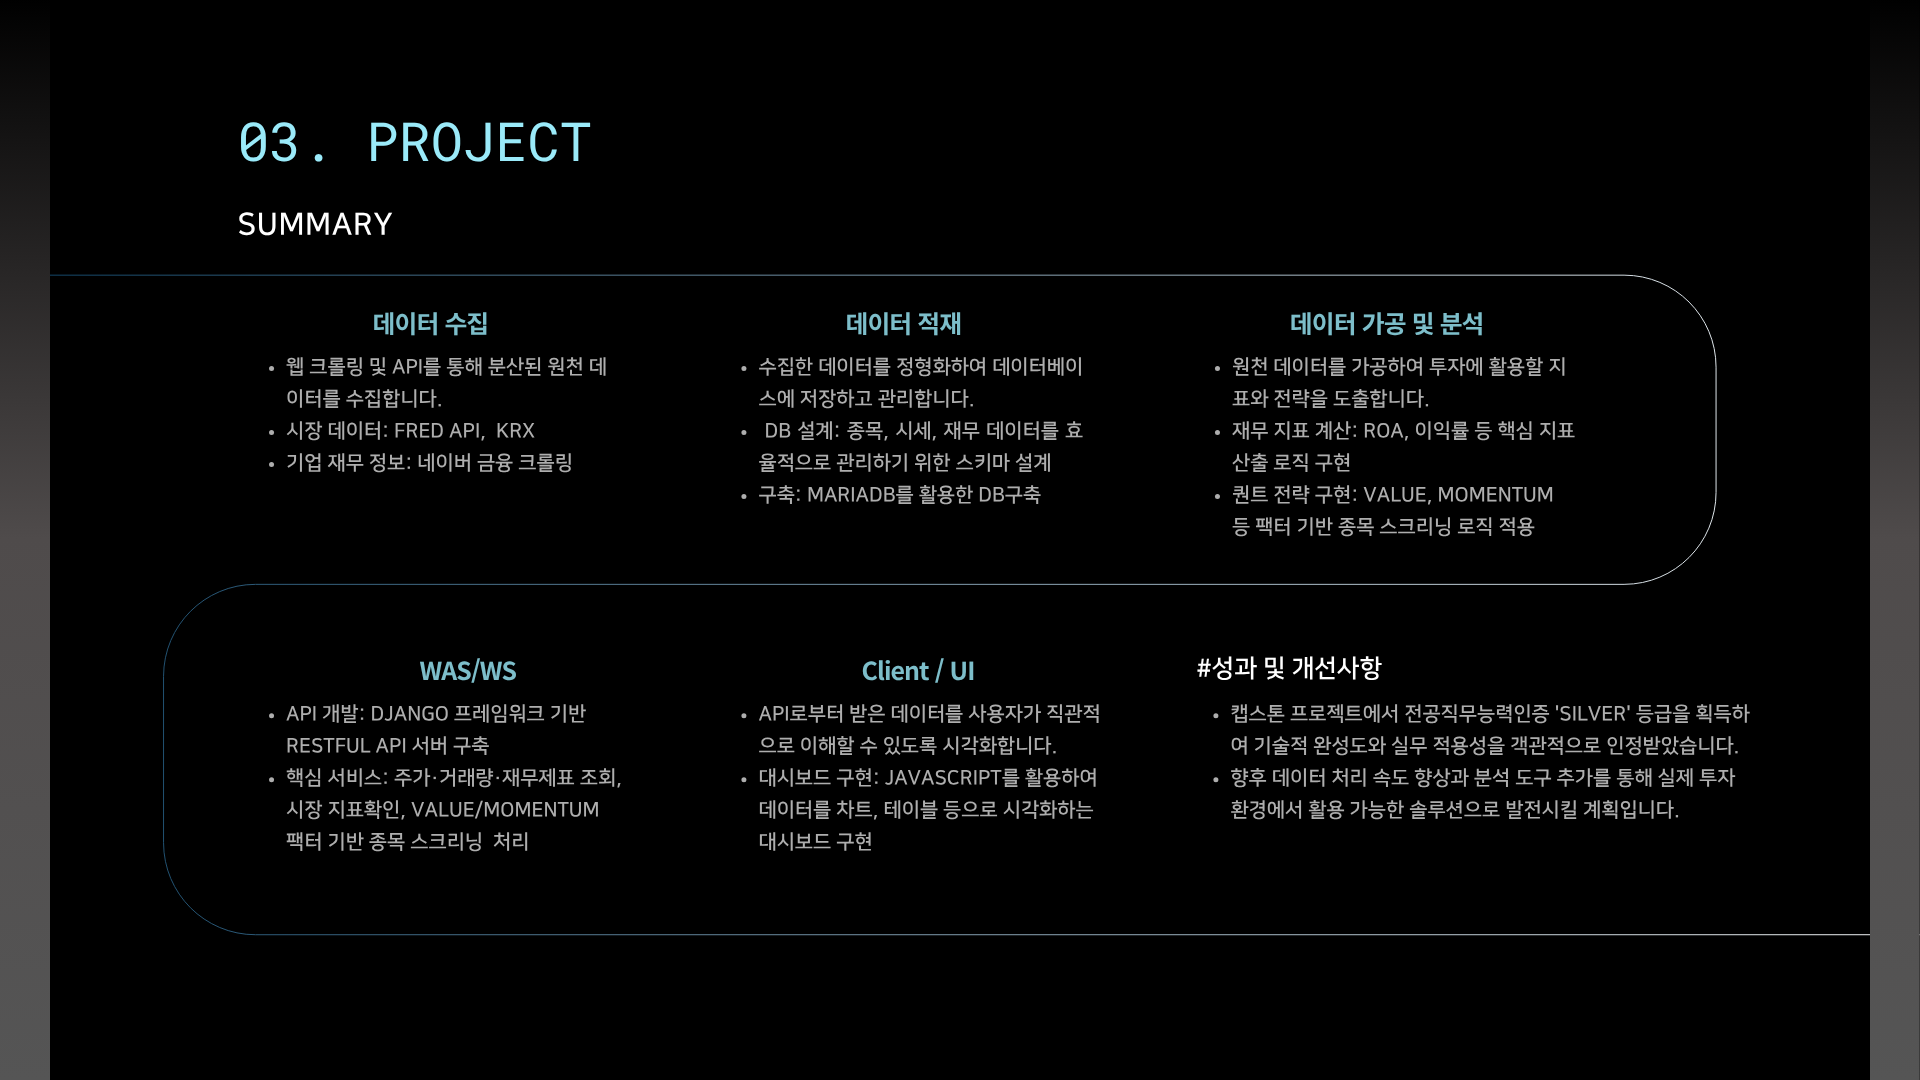 03. PROJECT
SUMMARY
데이터 수집
• 웹 크롤링 및 API를 통해 분산된 원천 데
이터를 수집합니다.
• 시장 데이터: FRED API,  KRX
• 기업 재무 정보: 네이버 금융 크롤링
데이터 적재
• 수집한 데이터를 정형화하여 데이터베이
스에 저장하고 관리합니다.
•  DB 설계: 종목, 시세, 재무 데이터를 효
율적으로 관리하기 위한 스키마 설계
• 구축: MARIADB를 활용한 DB구축
데이터 가공 및 분석
• 원천 데이터를 가공하여 투자에 활용할 지
표와 전략을 도출합니다.
• 재무 지표 계산: ROA, 이익률 등 핵심 지표
산출 로직 구현
• 퀀트 전략 구현: VALUE, MOMENTUM
등 팩터 기반 종목 스크리닝 로직 적용
WAS/WS
• API 개발: DJANGO 프레임워크 기반
RESTFUL API 서버 구축
• 핵심 서비스: 주가·거래량·재무제표 조회,
시장 지표확인, VALUE/MOMENTUM
팩터 기반 종목 스크리닝  처리
Client / UI
• API로부터 받은 데이터를 사용자가 직관적
으로 이해할 수 있도록 시각화합니다.
• 대시보드 구현: JAVASCRIPT를 활용하여
데이터를 차트, 테이블 등으로 시각화하는
대시보드 구현
#성과 및 개선사항
• 캡스톤 프로젝트에서 전공직무능력인증 'SILVER' 등급을 획득하
여 기술적 완성도와 실무 적용성을 객관적으로 인정받았습니다.
• 향후 데이터 처리 속도 향상과 분석 도구 추가를 통해 실제 투자
환경에서 활용 가능한 솔루션으로 발전시킬 계획입니다.